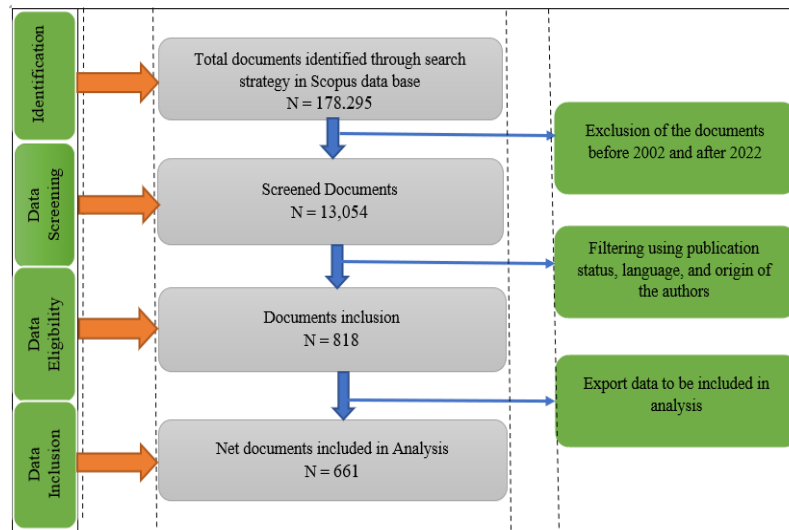 Identification
Total documents identified through search
strategy in Scopus data base
N = 178.295
Exclusion of the documents
before 2002 and after 2022
Data
Screening
Screened Documents
N = 13,054
Filtering using publication
status, language, and origin of
the authors
Data
Eligibility
Documents inclusion
N = 818
Export data to be included in
analysis
Data
Inclusion
Net documents included in Analysis
N = 661